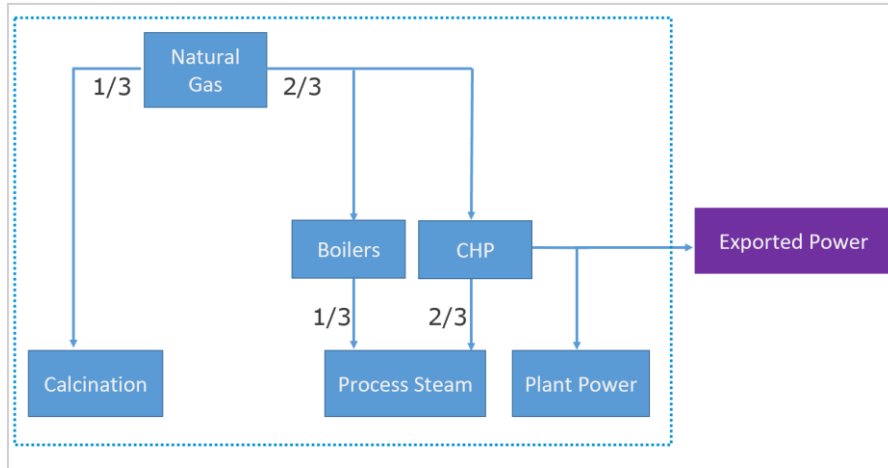 Natural
Gas
1/3
2/3
Boilers
CHP
Exported Power
1/3
2/3
Calcination
Process Steam
Plant Power